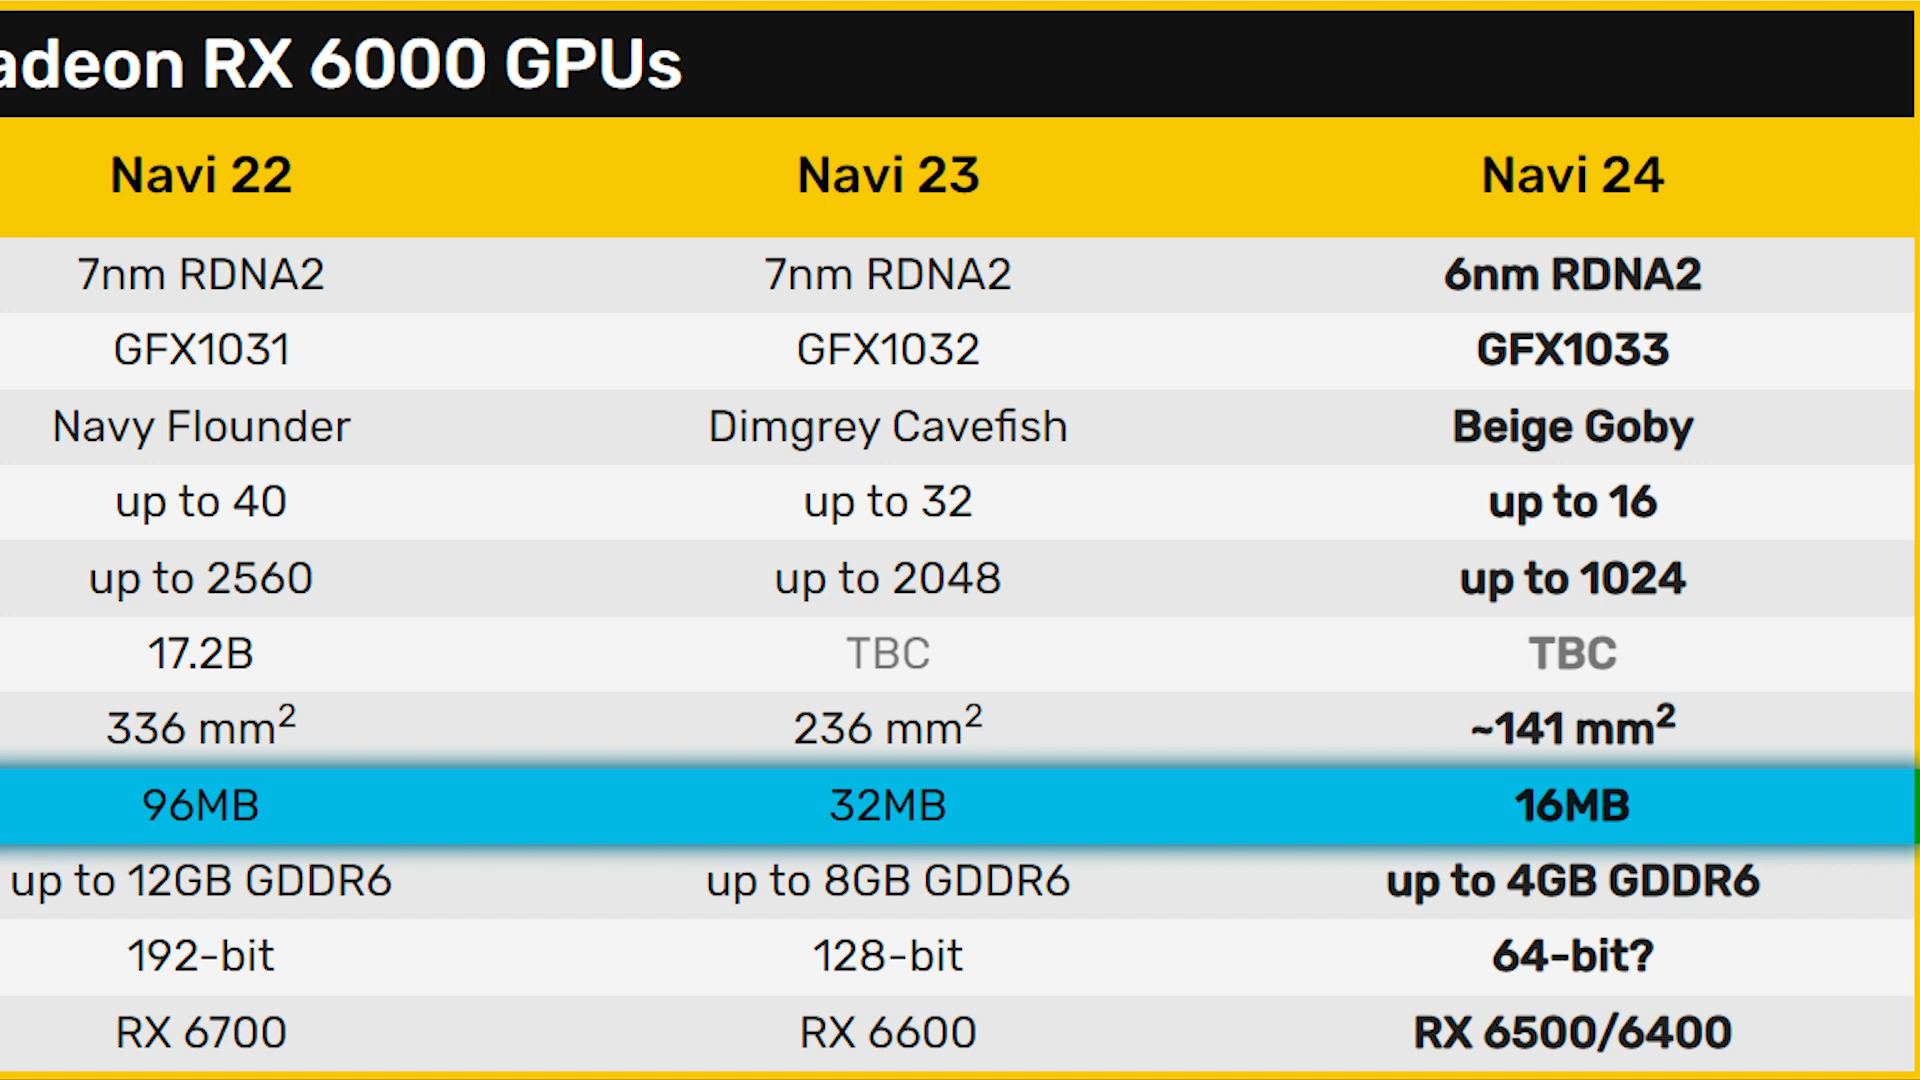 adeon RX 6000 GPUs
Navi 22 Navi 23 Navi 24
7nm RDNA2 7nm RDNA2 6nm RDNA2
GFX1031 GFX1032 GFX1033
Navy Flounder Dimgrey Cavefish Beige Goby
up to 40 up to 32 up to 16
up to 2560 up to 2048 up to 1024
17.2B TBC TBC
336 mm² 236 mm² ~141 mm²
96MB 32MB 16MB
up to 12GB GDDR6 up to 8GB GDDR6 up to 4GB GDDR6
192-bit 128-bit 64-bit?
RX 6700 RX 6600 RX 6500/6400